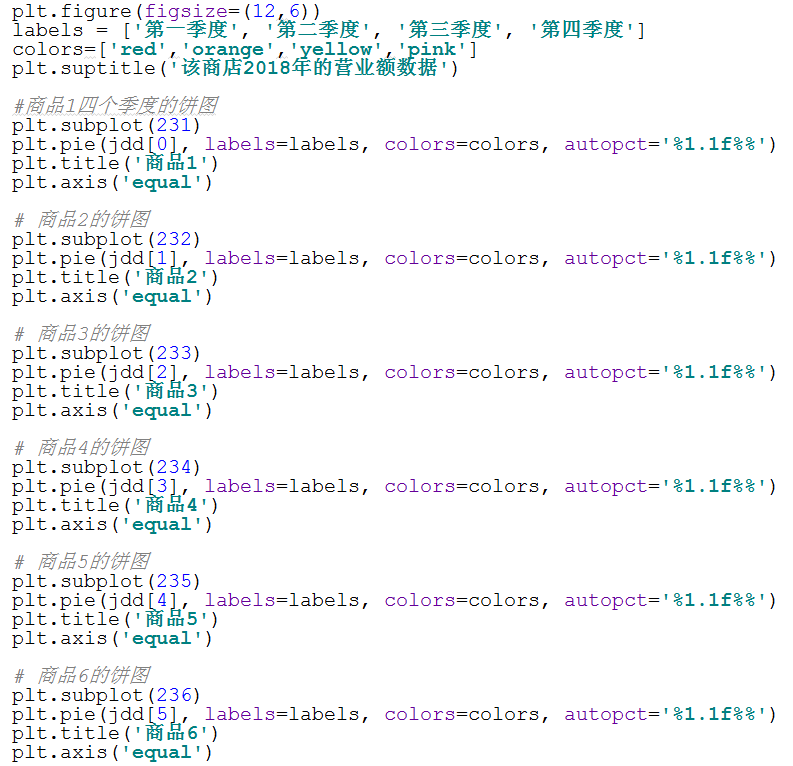 plt.figure(figsize=(12,6))
labels = ['第一季度', '第二季度', '第三季度', '第四季度']
colors=['red','orange','yellow','pink']
plt.suptitle('该商店2018年的营业额数据')
#商品1四个季度的饼图
plt.subplot(231)
plt.pie(jdd[0], labels=labels, colors=colors, autopct='%1.1f%%')
plt.title('商品1')
plt.axis('equal')
# 商品2的饼图
plt.subplot(232)
plt.pie(jdd[1], labels=labels, colors=colors, autopct='%1.1f%%')
plt.title('商品2')
plt.axis('equal')
# 商品3的饼图
plt.subplot(233)
plt.pie(jdd[2], labels=labels, colors=colors, autopct='%1.1f%%')
plt.title('商品3')
plt.axis('equal')
# 商品4的饼图
plt.subplot(234)
plt.pie(jdd[3], labels=labels, colors=colors, autopct='%1.1f%%')
plt.title('商品4')
plt.axis('equal')
# 商品5的饼图
plt.subplot(235)
plt.pie(jdd[4], labels=labels, colors=colors, autopct='%1.1f%%')
plt.title('商品5')
plt.axis('equal')
# 商品6的饼图
plt.subplot(236)
plt.pie(jdd[5], labels=labels, colors=colors, autopct='%1.1f%%')
plt.title('商品6')
plt.axis('equal')